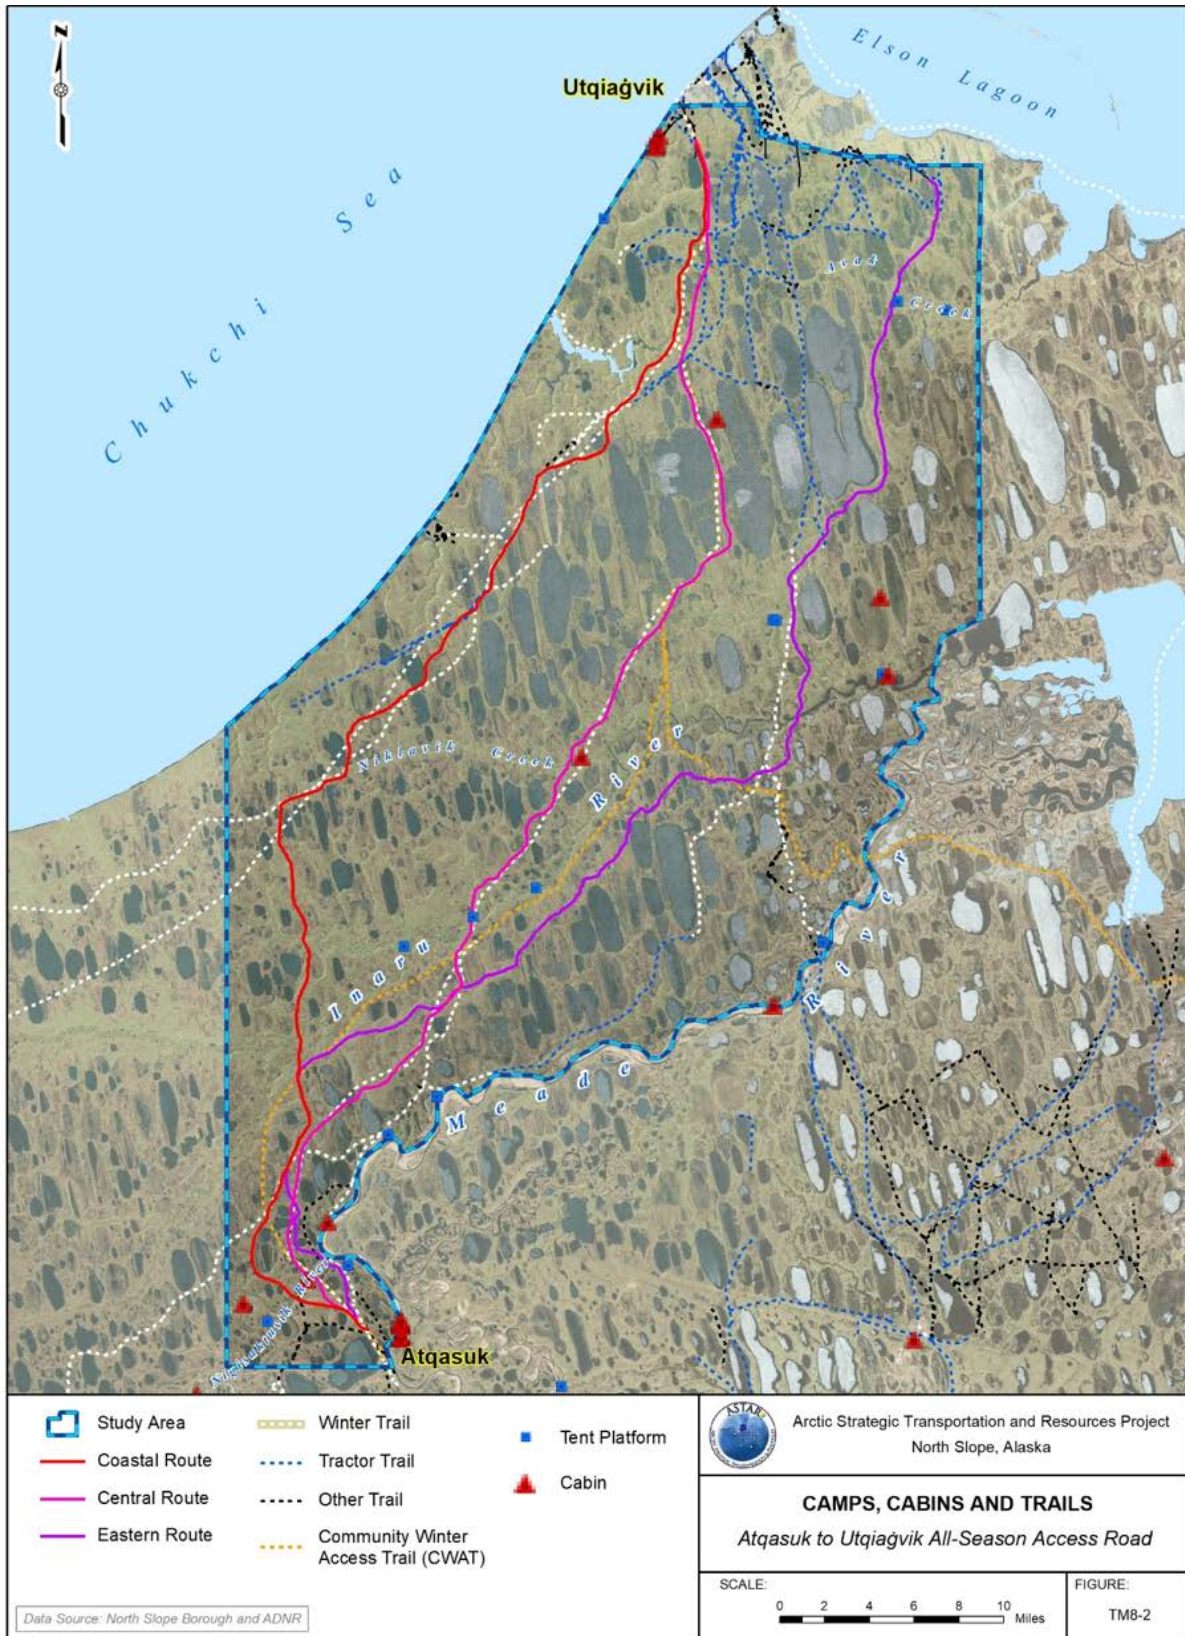 Elson Lagoon
Utqiaġvik
Chukchi Sea
Avak
Creek
Niklavik Creek
Inaru River
Meade River
Nigisaktuvik River
Atqasuk
Study Area
Coastal Route
Central Route
Eastern Route
Winter Trail
Tractor Trail
Other Trail
Community Winter
Access Trail (CWAT)
Tent Platform
Cabin
Data Source: North Slope Borough and ADNR
ASTAR
Arctic Strategic Transportation and Resources Project
North Slope, Alaska
CAMPS, CABINS AND TRAILS
Atqasuk to Utqiaġvik All-Season Access Road
SCALE:
0 2 4 6 8 10
Miles
FIGURE:
TM8-2